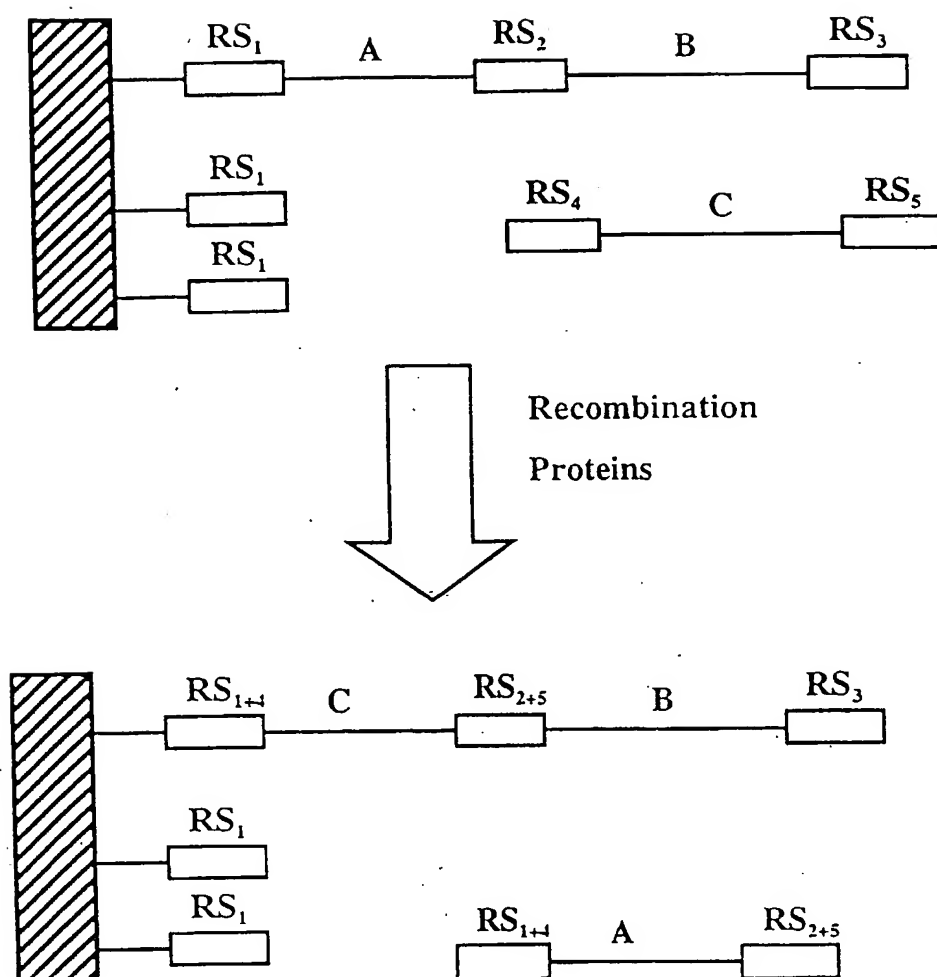 RS₁ A RS₂ B RS₃
RS₁
RS₄ C RS₅
RS₁
Recombination
Proteins
RS₁₊₄ C RS₂₊₅ B RS₃
RS₁
RS₁
RS₁₊₄ A RS₂₊₅